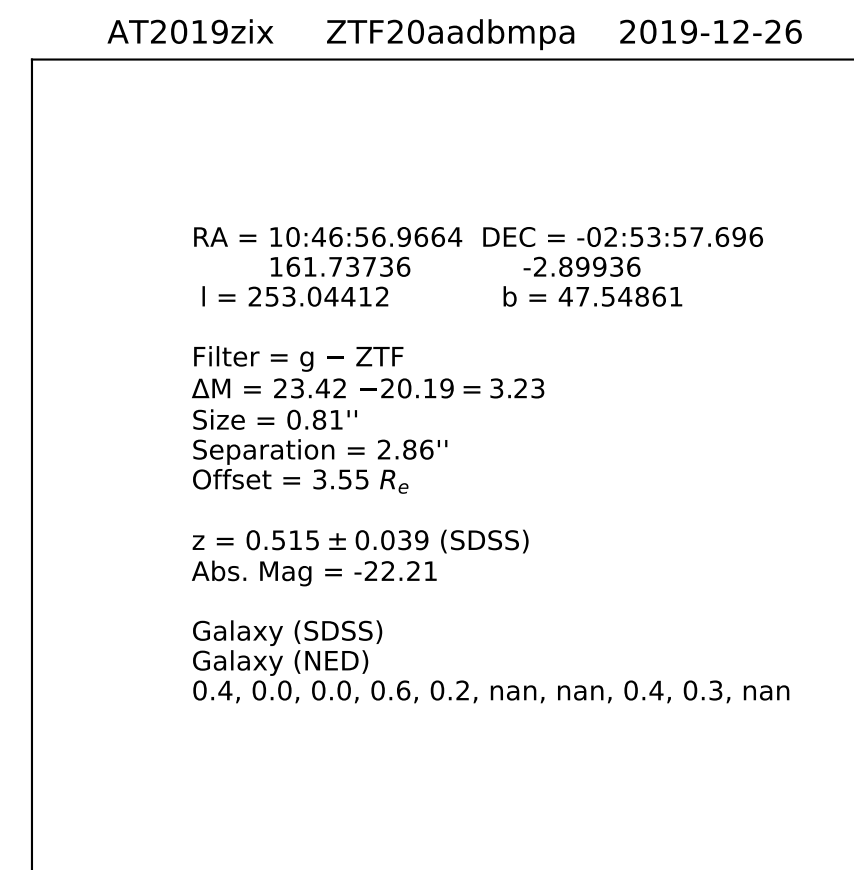 AT2019zix ZTF20aadbmpa 2019-12-26
RA = 10:46:56.9664 DEC = -02:53:57.696
161.73736 -2.89936
l = 253.04412 b = 47.54861
Filter = g − ZTF
ΔM = 23.42 −20.19 = 3.23
Size = 0.81''
Separation = 2.86''
Offset = 3.55 Rₑ
z = 0.515 ± 0.039 (SDSS)
Abs. Mag = -22.21
Galaxy (SDSS)
Galaxy (NED)
0.4, 0.0, 0.0, 0.6, 0.2, nan, nan, 0.4, 0.3, nan